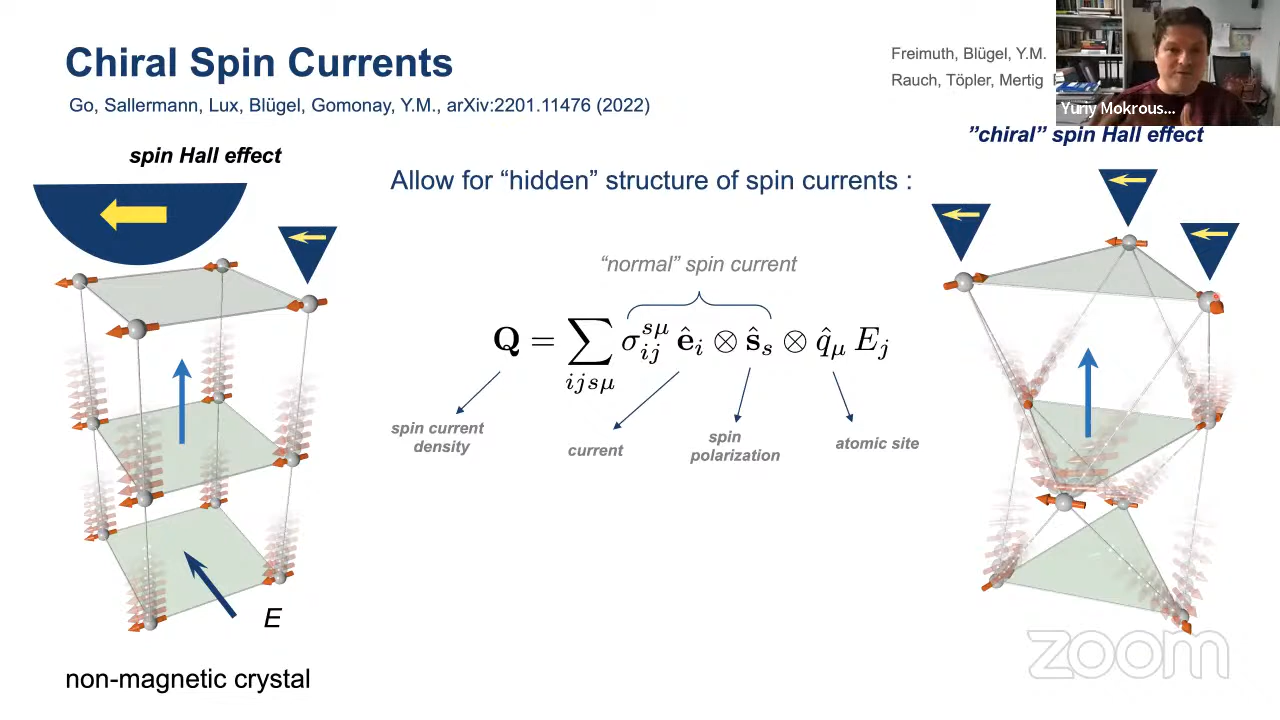 Chiral Spin Currents
Go, Sallermann, Lux, Blügel, Gomonay, Y.M., arXiv:2201.11476 (2022)
Freimuth, Blügel, Y.M.
Rauch, Töpler, Mertig
Yuriy Mokrous...
spin Hall effect
"chiral" spin Hall effect
Allow for “hidden” structure of spin currents :
“normal” spin current
Q = ∑ σ_{ij}^{sμ} ê_i ⊗ ŝ_s ⊗ q̂_μ E_j
ijsμ
spin current
density
current
spin
polarization
atomic site
E
non-magnetic crystal
zoom